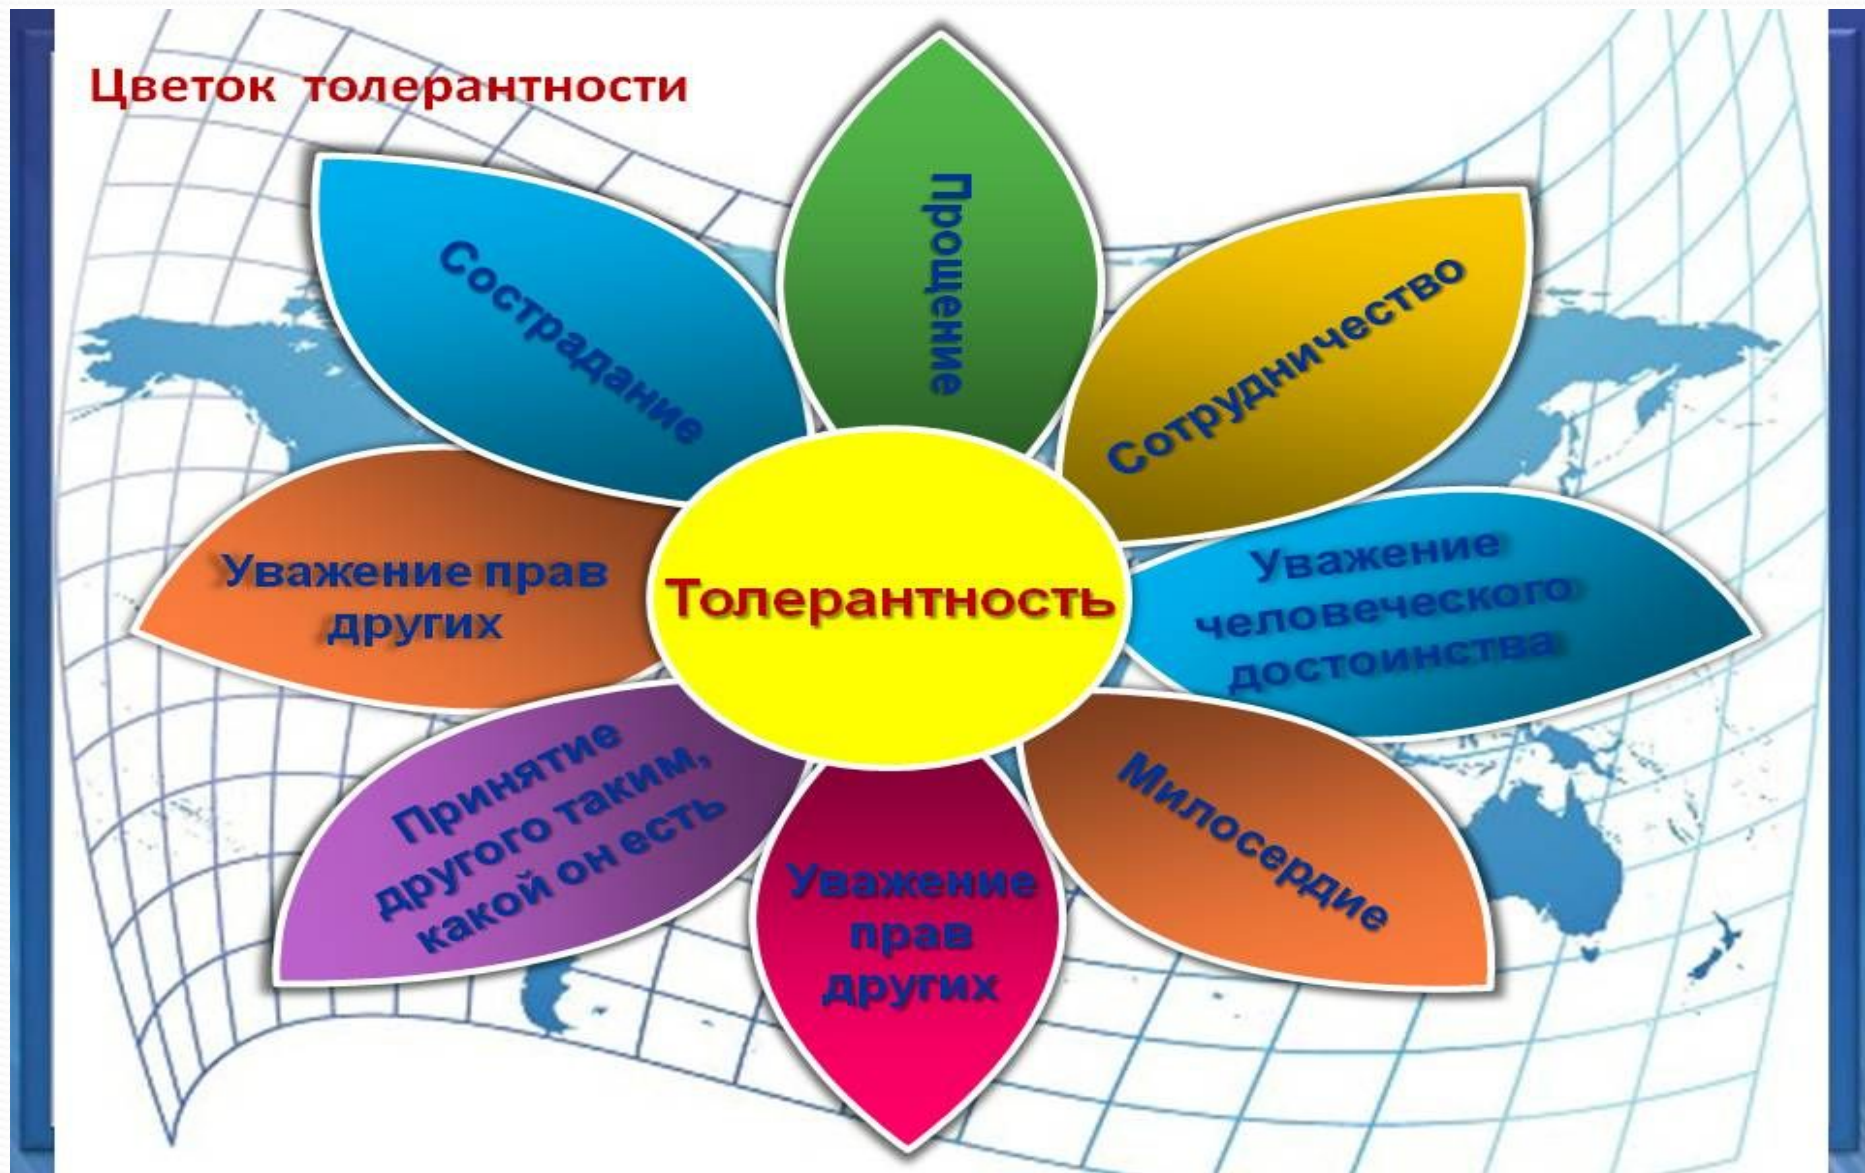 Цветок толерантности
Прощение
Сострадание
Сотрудничество
Уважение прав
других
Толерантность
Уважение
человеческого
достоинства
Принятие
другого таким,
какой он есть
Милосердие
Уважение
прав
других